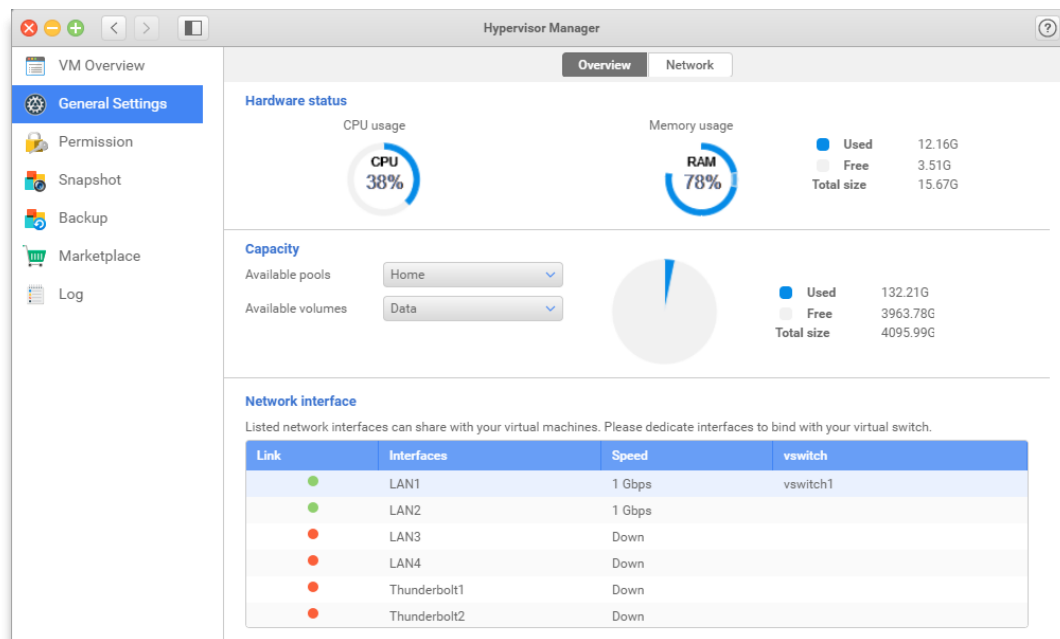 Hypervisor Manager
?
VM Overview
General Settings
Permission
Snapshot
Backup
Marketplace
Log
Overview Network
Hardware status
CPU usage Memory usage
CPU
38%
RAM
78%
Used 12.16G
Free 3.51G
Total size 15.67G
Capacity
Available pools Home
Available volumes Data
Used 132.21G
Free 3963.78G
Total size 4095.99G
Network interface
Listed network interfaces can share with your virtual machines. Please dedicate interfaces to bind with your virtual switch.
Link Interfaces Speed vswitch
LAN1 1 Gbps vswitch1
LAN2 1 Gbps
LAN3 Down
LAN4 Down
Thunderbolt1 Down
Thunderbolt2 Down